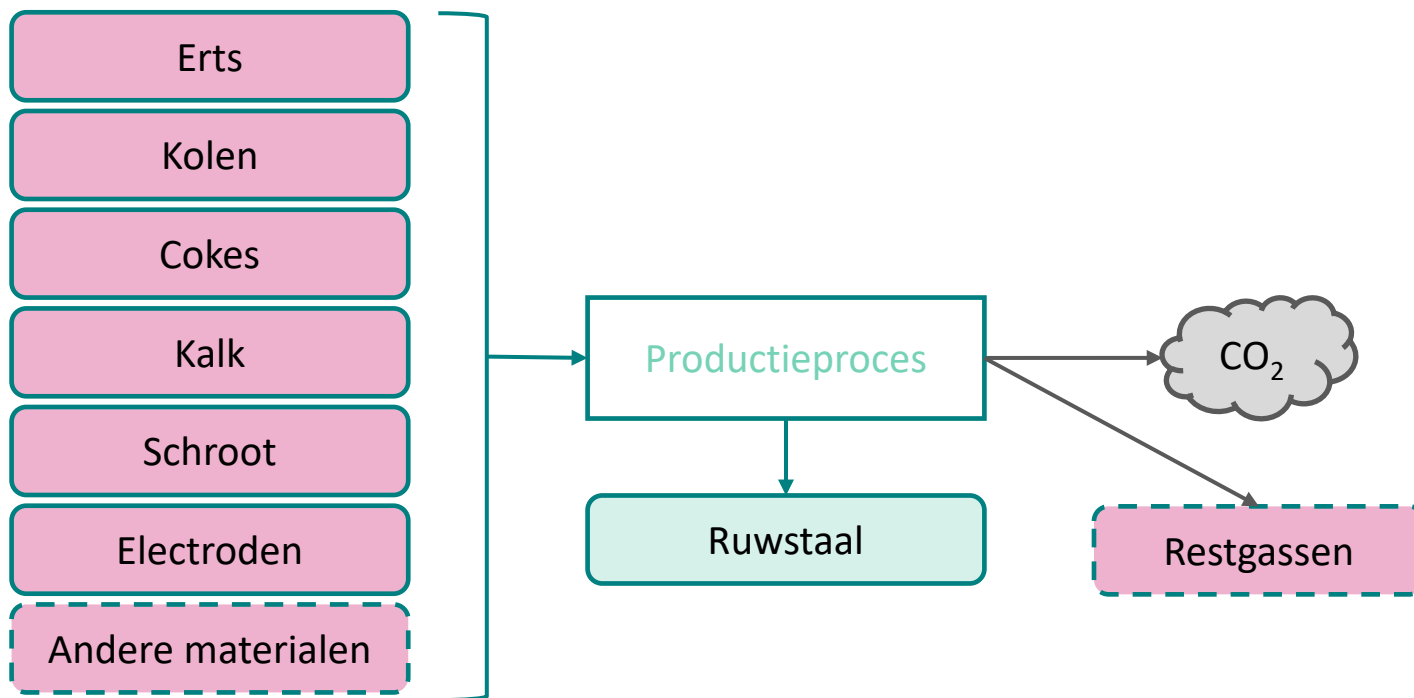 Erts
Kolen
Cokes
Kalk
Schroot
Electroden
Andere materialen
Productieproces
Ruwstaal
CO₂
Restgassen